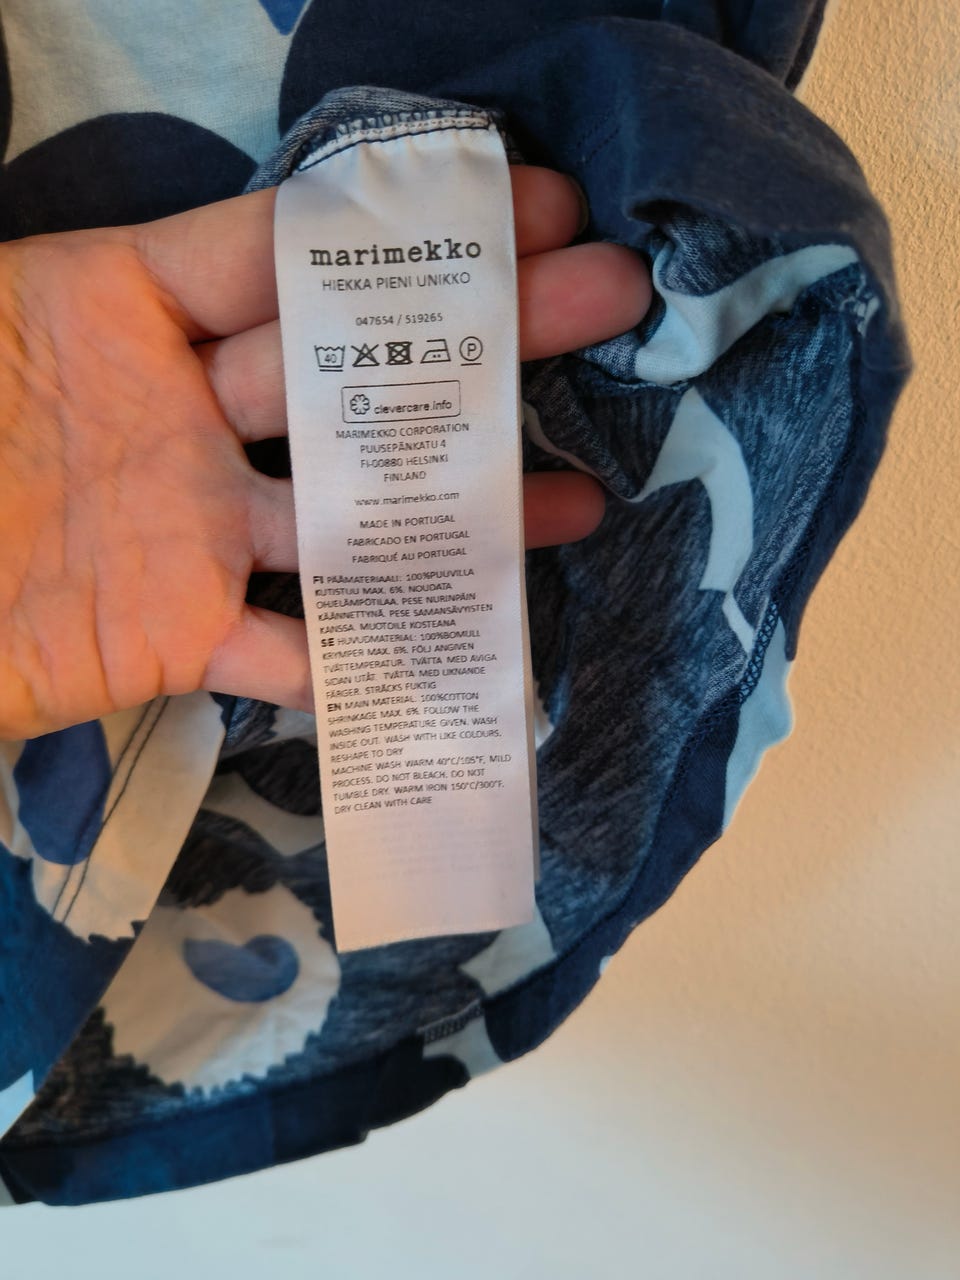 marimekko
HIEKKA PIENI UNIKKO
047654 / 519265
40 P
clevercare.info
MARIMEKKO CORPORATION
PUUSEPÄNKATU 4
FI-00880 HELSINKI
FINLAND
www.marimekko.com
MADE IN PORTUGAL
FABRICADO EN PORTUGAL
FABRIQUÉ AU PORTUGAL
FI PÄÄMATERIAALI: 100%PUUVILLA
KUTISTUU MAX. 6%. NOUDATA
OHJELÄMPÖTILAA. PESE NURINPÄIN
KÄÄNNETTYNÄ. PESE SAMANSÄVYISTEN
KANSSA. MUOTOILE KOSTEANA
SE HUVUDMATERIAL: 100%BOMULL
KRYMPER MAX. 6%. FÖLJ ANGIVEN
TVÄTTEMPERATUR. TVÄTTA MED AVIGA
SIDAN UTÅT. TVÄTTA MED LIKNANDE
FÄRGER. STRÄCKS FUKTIG
EN MAIN MATERIAL: 100%COTTON
SHRINKAGE MAX. 6%. FOLLOW THE
WASHING TEMPERATURE GIVEN. WASH
INSIDE OUT. WASH WITH LIKE COLOURS.
RESHAPE TO DRY
MACHINE WASH WARM 40°C/105°F, MILD
PROCESS. DO NOT BLEACH. DO NOT
TUMBLE DRY. WARM IRON 150°C/300°F.
DRY CLEAN WITH CARE